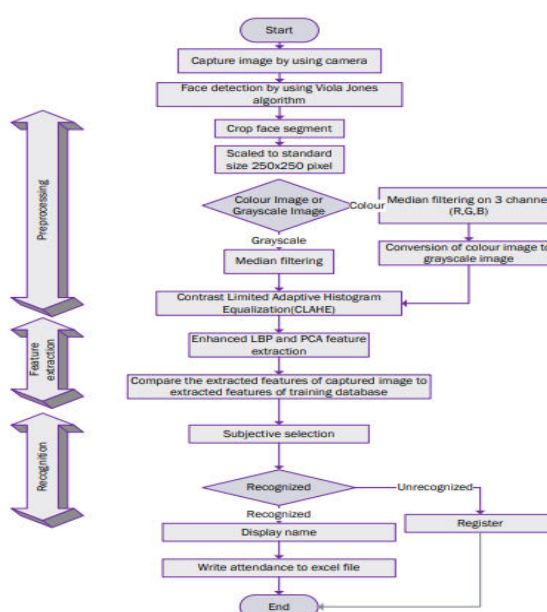 Start
Capture image by using camera
Face detection by using Viola Jones
algorithm
Crop face segment
Scaled to standard
size 250x250 pixel
Colour Image or
Grayscale Image
Colour
Median filtering on 3 channel
(R,G,B)
Conversion of colour image to
grayscale image
Grayscale
Median filtering
Contrast Limited Adaptive Histogram
Equalization(CLAHE)
Enhanced LBP and PCA feature
extraction
Compare the extracted features of captured image to
extracted features of training database
Subjective selection
Recognized
Unrecognized
Recognized
Register
Display name
Write attendance to excel file
End
Preprocessing
Feature
extraction
Recognition